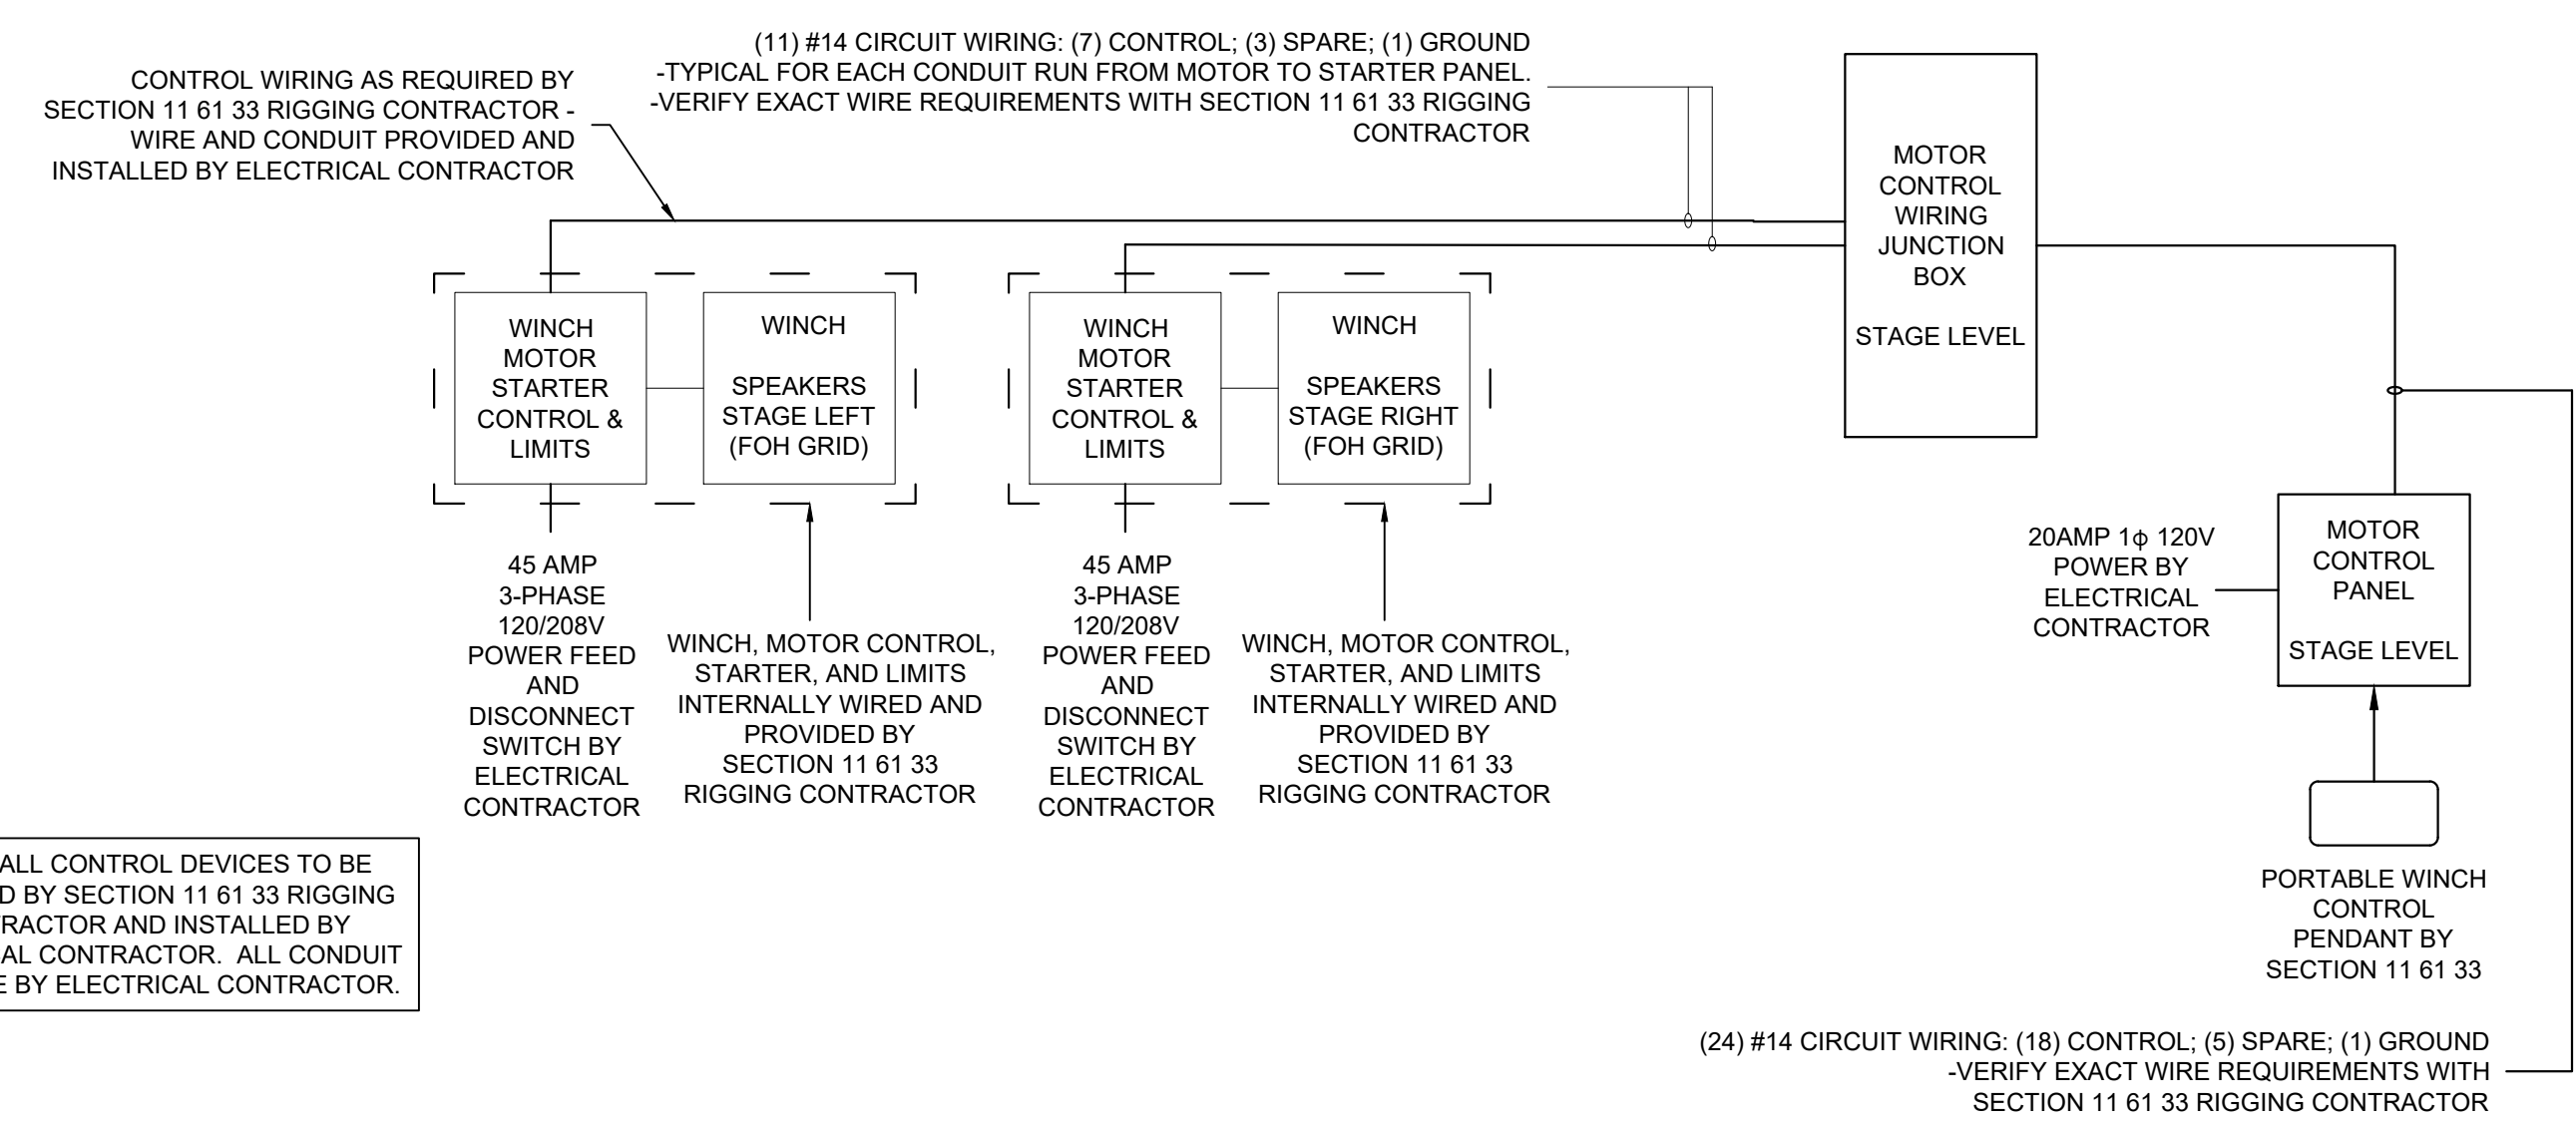 CONTROL WIRING AS REQUIRED BY
SECTION 11 61 33 RIGGING CONTRACTOR -
WIRE AND CONDUIT PROVIDED AND
INSTALLED BY ELECTRICAL CONTRACTOR
(11) #14 CIRCUIT WIRING: (7) CONTROL; (3) SPARE; (1) GROUND
-TYPICAL FOR EACH CONDUIT RUN FROM MOTOR TO STARTER PANEL.
-VERIFY EXACT WIRE REQUIREMENTS WITH SECTION 11 61 33 RIGGING
CONTRACTOR
MOTOR
CONTROL
WIRING
JUNCTION
BOX
STAGE LEVEL
WINCH
MOTOR
STARTER
CONTROL &
LIMITS
WINCH
SPEAKERS
STAGE LEFT
(FOH GRID)
WINCH
MOTOR
STARTER
CONTROL &
LIMITS
WINCH
SPEAKERS
STAGE RIGHT
(FOH GRID)
45 AMP
3-PHASE
120/208V
POWER FEED
AND
DISCONNECT
SWITCH BY
ELECTRICAL
CONTRACTOR
WINCH, MOTOR CONTROL,
STARTER, AND LIMITS
INTERNALLY WIRED AND
PROVIDED BY
SECTION 11 61 33
RIGGING CONTRACTOR
45 AMP
3-PHASE
120/208V
POWER FEED
AND
DISCONNECT
SWITCH BY
ELECTRICAL
CONTRACTOR
WINCH, MOTOR CONTROL,
STARTER, AND LIMITS
INTERNALLY WIRED AND
PROVIDED BY
SECTION 11 61 33
RIGGING CONTRACTOR
20AMP 1ϕ 120V
POWER BY
ELECTRICAL
CONTRACTOR
MOTOR
CONTROL
PANEL
STAGE LEVEL
PORTABLE WINCH
CONTROL
PENDANT BY
SECTION 11 61 33
ALL CONTROL DEVICES TO BE
BY SECTION 11 61 33 RIGGING
AND INSTALLED BY
CONTRACTOR. ALL CONDUIT
BY ELECTRICAL CONTRACTOR.
(24) #14 CIRCUIT WIRING: (18) CONTROL; (5) SPARE; (1) GROUND
-VERIFY EXACT WIRE REQUIREMENTS WITH
SECTION 11 61 33 RIGGING CONTRACTOR